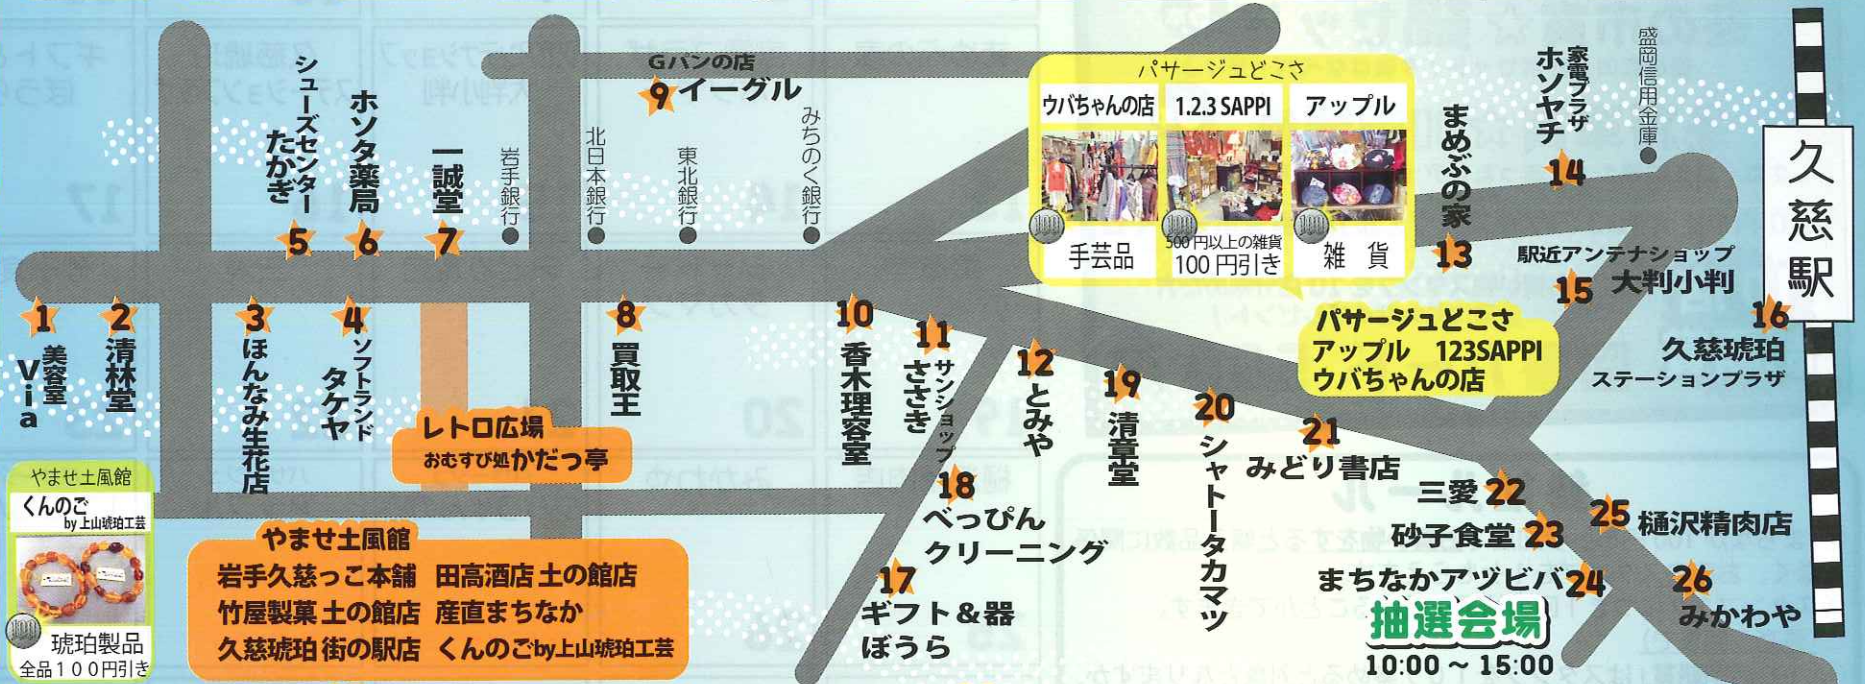 シューズセンター
たかぎ
5
ホソタ薬局
6
一誠堂
7
岩手銀行
北日本銀行
東北銀行
みちのく銀行
Gパンの店
9 イーグル
パサージュどこさ
ウバちゃんの店
1.2.3 SAPPI
アップル
100
手芸品
100
500円以上の雑貨
100円引き
100
雑 貨
まめぶの家
13
家電プラザ
ホソヤチ
14
盛岡信用金庫
久慈駅
駅近アンテナショップ
15 大判小判
16
久慈琥珀
ステーションプラザ
パサージュどこさ
アップル 123SAPPI
ウバちゃんの店
1
美容室
Via
2
清林堂
3
ほんなみ生花店
4
ソフトランド
タケヤ
8
買取王
10
香木理容室
11
サンショップ
ささき
12
とみや
19
清章堂
20
シャトータカマツ
21
みどり書店
レトロ広場
おむすび処かだっ亭
18
べっぴん
クリーニング
17
ギフト&器
ぼうら
三愛 22
砂子食堂 23
まちなかアヅビバ 24
25 樋沢精肉店
26
みかわや
抽選会場
10:00 ～ 15:00
やませ土風館
くんのご
by 上山琥珀工芸
100
琥珀製品
全品100円引き
やませ土風館
岩手久慈っこ本舗 田高酒店 土の館店
竹屋製菓 土の館店 産直まちなか
久慈琥珀 街の駅店 くんのごby上山琥珀工芸